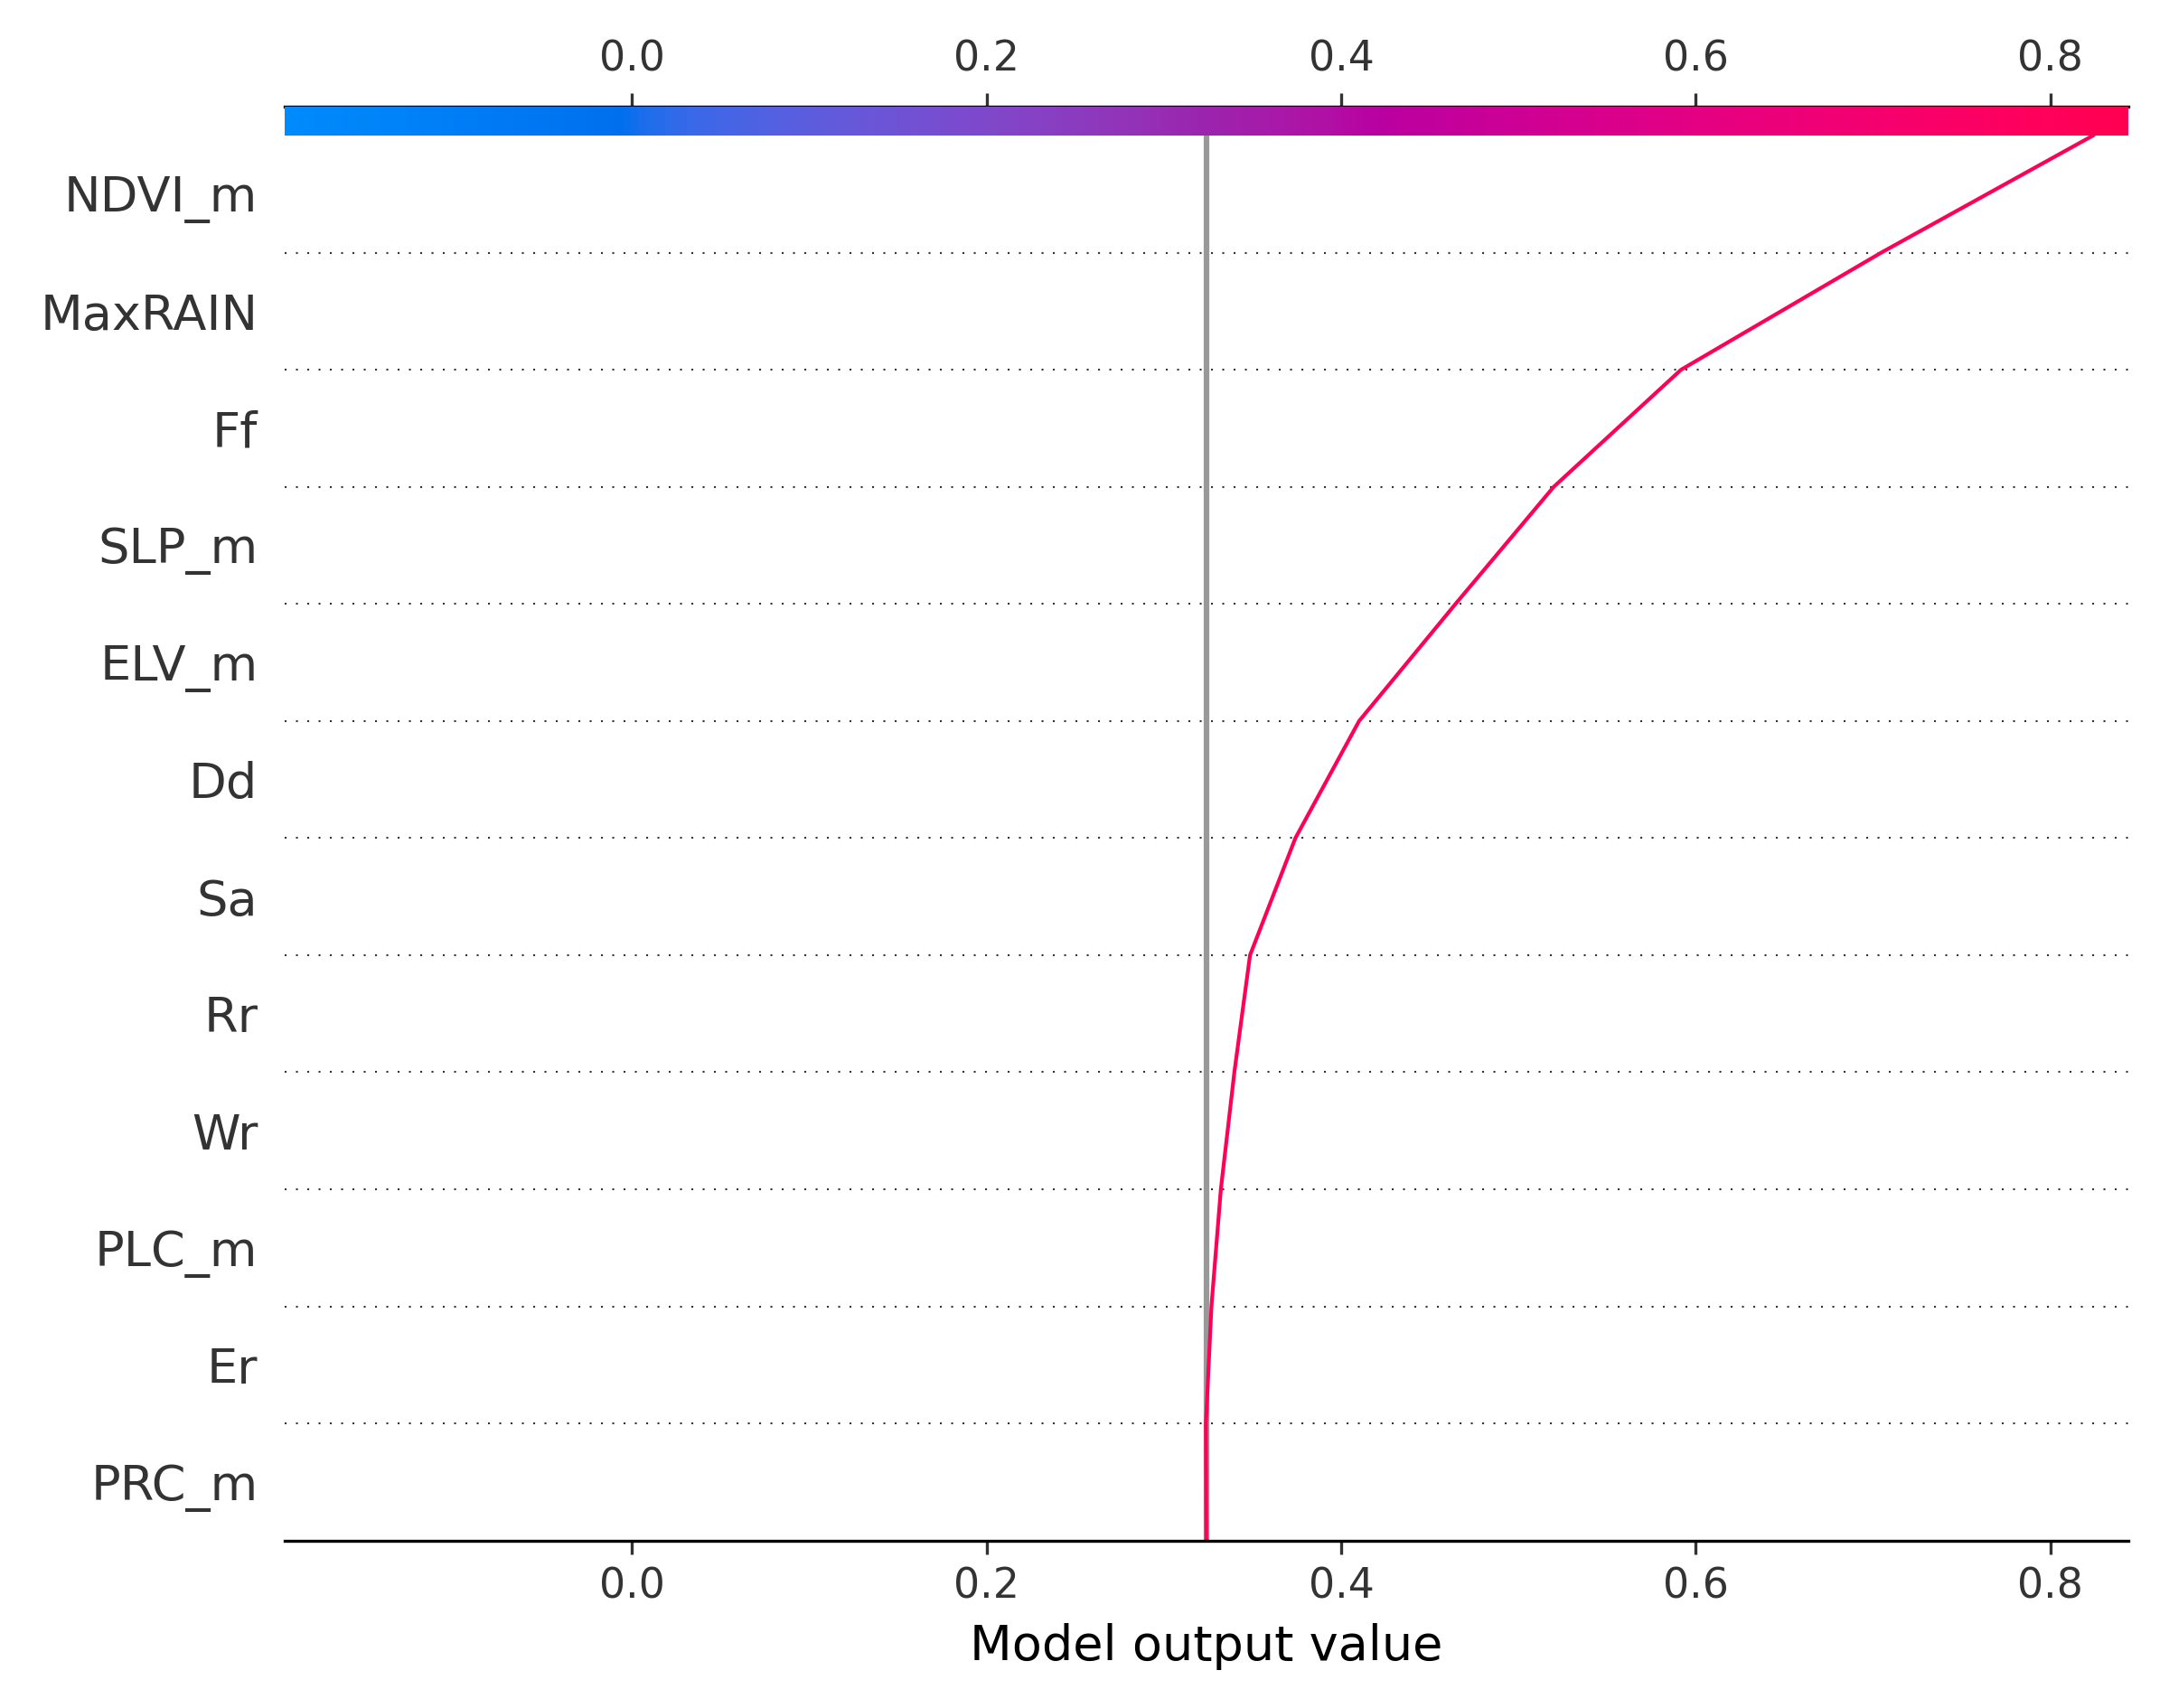 0.0 0.2 0.4 0.6 0.8
NDVI_m
MaxRAIN
Ff
SLP_m
ELV_m
Dd
Sa
Rr
Wr
PLC_m
Er
PRC_m
0.0 0.2 0.4 0.6 0.8
Model output value